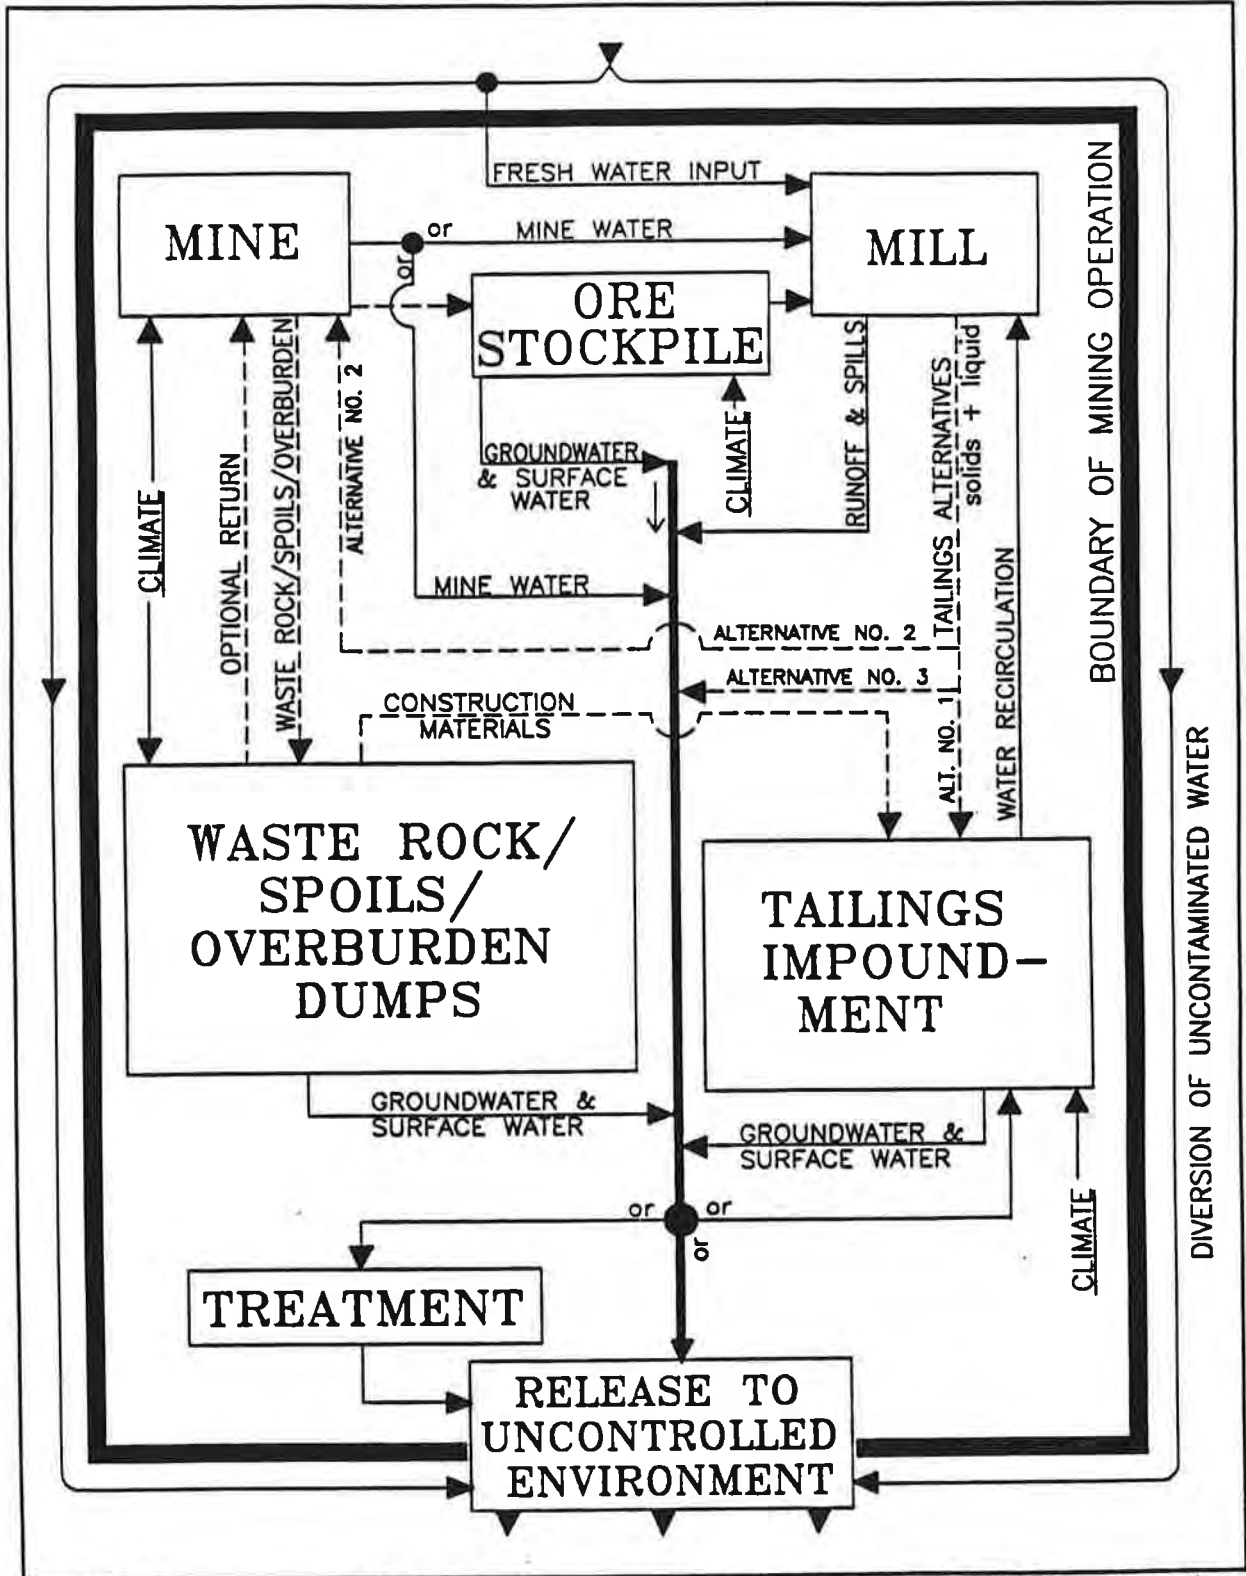 FRESH WATER INPUT
BOUNDARY OF MINING OPERATION
MINE
or
MINE WATER
MILL
or
ORE
STOCKPILE
CLIMATE
OPTIONAL RETURN
WASTE ROCK/SPOILS/OVERBURDEN
ALTERNATIVE NO. 2
GROUNDWATER
& SURFACE
WATER
CLIMATE
RUNOFF & SPILLS
TAILINGS ALTERNATIVES
solids + liquid
WATER RECIRCULATION
MINE WATER
ALTERNATIVE NO. 2
ALTERNATIVE NO. 3
ALT. NO. 1
CONSTRUCTION
MATERIALS
DIVERSION OF UNCONTAMINATED WATER
WASTE ROCK/
SPOILS/
OVERBURDEN
DUMPS
TAILINGS
IMPOUND-
MENT
GROUNDWATER &
SURFACE WATER
GROUNDWATER &
SURFACE WATER
CLIMATE
or
or
or
TREATMENT
RELEASE TO
UNCONTROLLED
ENVIRONMENT